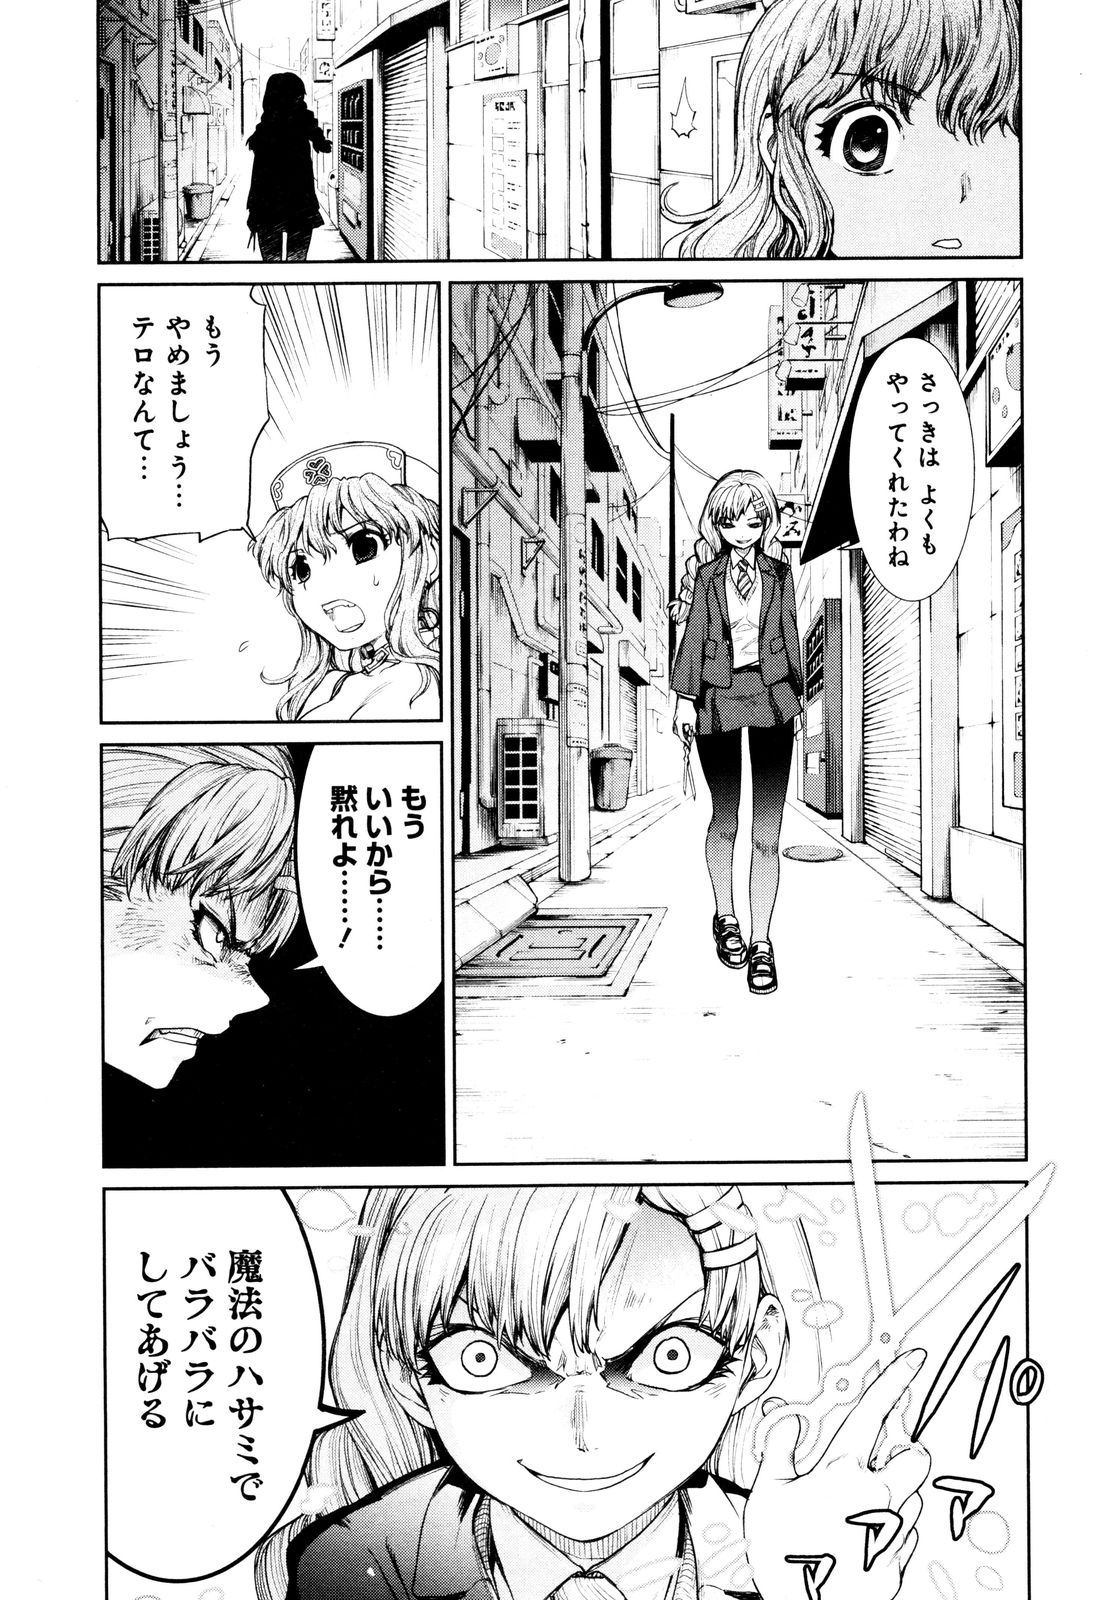 さっきは よくも
やってくれたわね
かみ
もう
やめましょう…
テロなんて…
もう
いいから……
黙れよ……！
魔法のハサミで
バラバラに
してあげる
パァァァ